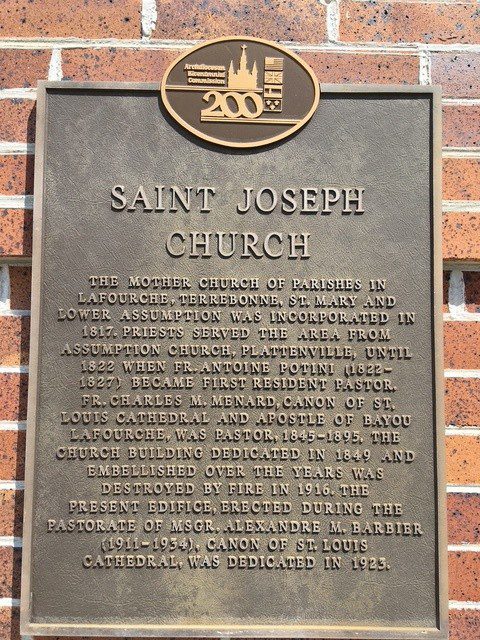 Archdiocesan
Bicentennial
Commission
200
SAINT JOSEPH
CHURCH
THE MOTHER CHURCH OF PARISHES IN
LAFOURCHE, TERREBONNE, ST. MARY AND
LOWER ASSUMPTION WAS INCORPORATED IN
1817. PRIESTS SERVED THE AREA FROM
ASSUMPTION CHURCH, PLATTENVILLE, UNTIL
1822 WHEN FR. ANTOINE POTINI (1822-
1827) BECAME FIRST RESIDENT PASTOR.
FR. CHARLES M. MENARD, CANON OF ST.
LOUIS CATHEDRAL AND APOSTLE OF BAYOU
LAFOURCHE, WAS PASTOR, 1845-1895. THE
CHURCH BUILDING DEDICATED IN 1849 AND
EMBELLISHED OVER THE YEARS WAS
DESTROYED BY FIRE IN 1916. THE
PRESENT EDIFICE, ERECTED DURING THE
PASTORATE OF MSGR. ALEXANDRE M. BARBIER
(1911-1934), CANON OF ST. LOUIS
CATHEDRAL, WAS DEDICATED IN 1923.